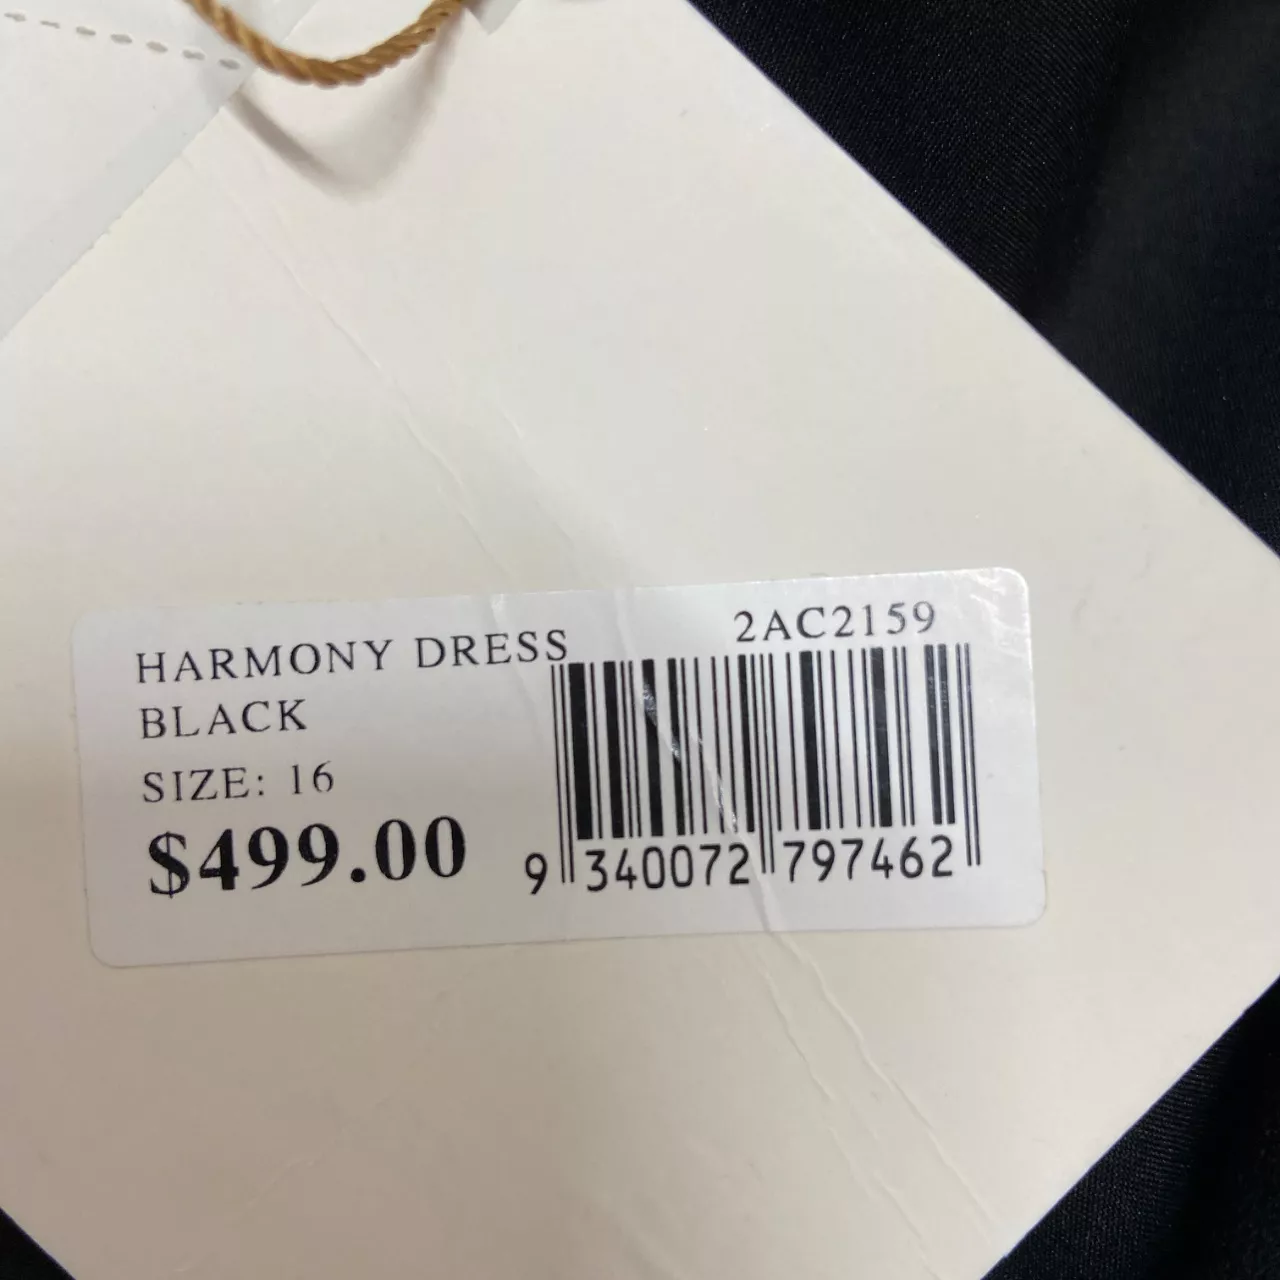 2AC2159
HARMONY DRESS
BLACK
SIZE: 16
$499.00
9 340072 797462